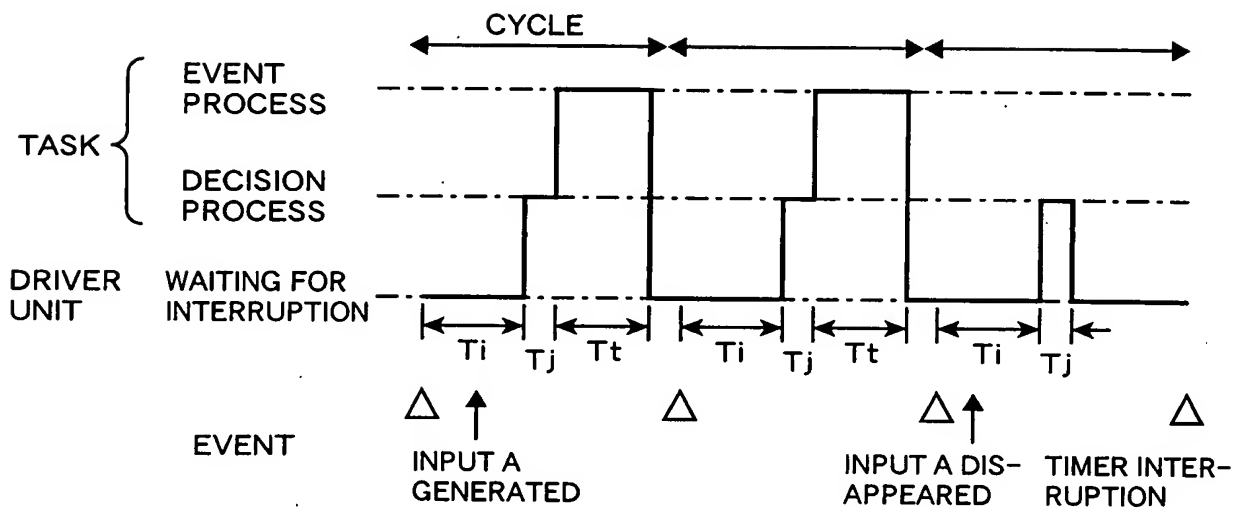 CYCLE
EVENT
PROCESS
TASK
DECISION
PROCESS
DRIVER
UNIT
WAITING FOR
INTERRUPTION
Ti
Tj
Tt
Ti
Tj
Tt
Ti
Tj
EVENT
INPUT A
GENERATED
INPUT A DIS-
APPEARED
TIMER INTER-
RUPTION